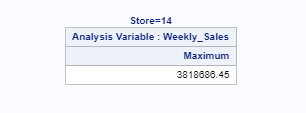 Store=14
Analysis Variable : Weekly_Sales
Maximum
3818686.45